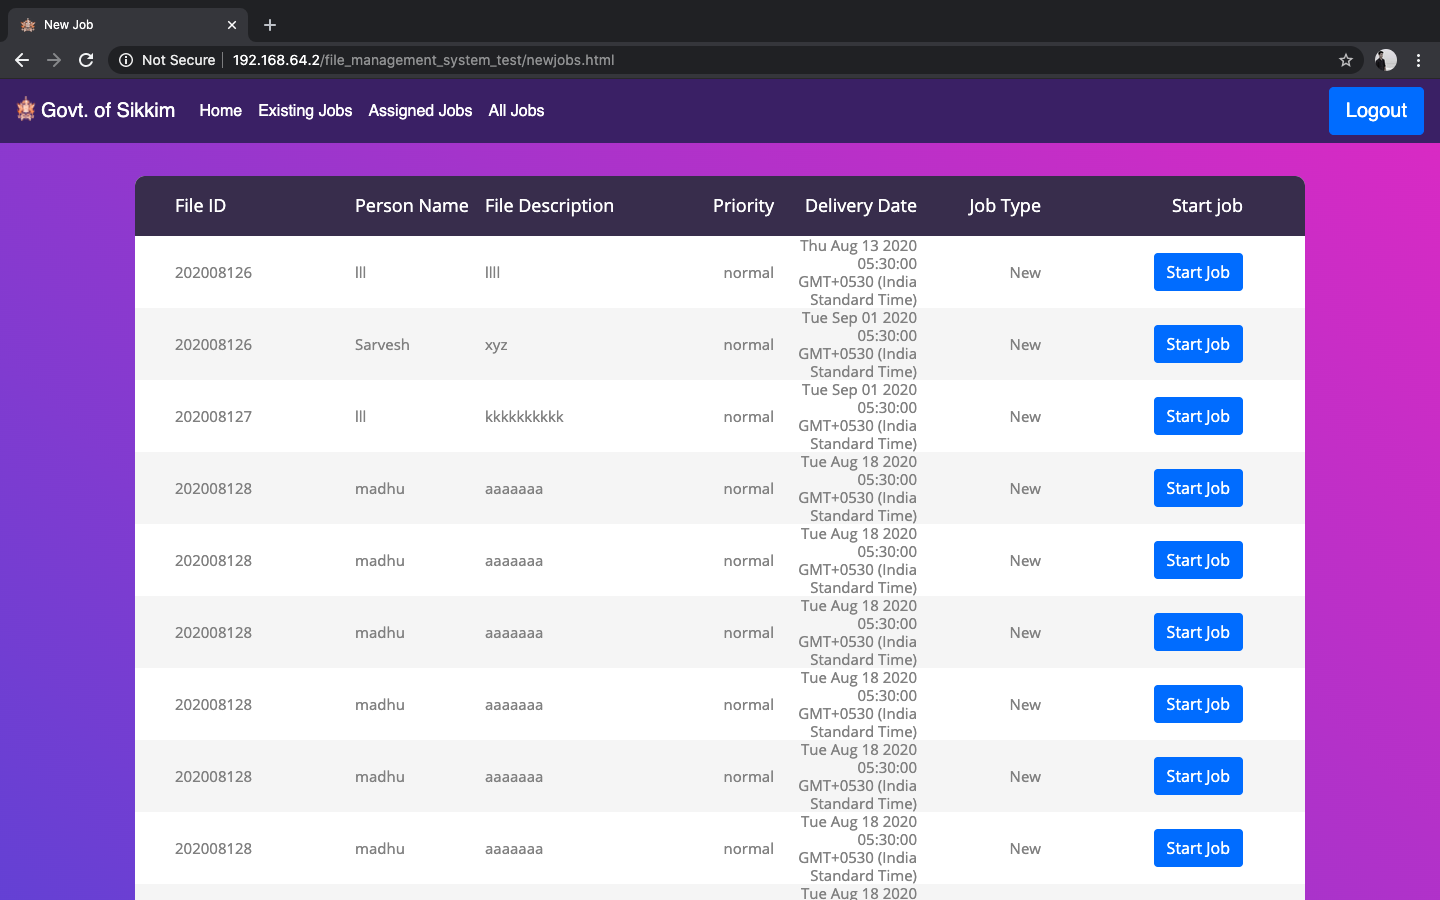 New Job
Not Secure 192.168.64.2/file_management_system_test/newjobs.html
Govt. of Sikkim Home Existing Jobs Assigned Jobs All Jobs Logout
File ID Person Name File Description Priority Delivery Date Job Type Start job
202008126 lll llll normal Thu Aug 13 2020
05:30:00
GMT+0530 (India
Standard Time) New Start Job
202008126 Sarvesh xyz normal Tue Sep 01 2020
05:30:00
GMT+0530 (India
Standard Time) New Start Job
202008127 lll kkkkkkkkkk normal Tue Sep 01 2020
05:30:00
GMT+0530 (India
Standard Time) New Start Job
202008128 madhu aaaaaaa normal Tue Aug 18 2020
05:30:00
GMT+0530 (India
Standard Time) New Start Job
202008128 madhu aaaaaaa normal Tue Aug 18 2020
05:30:00
GMT+0530 (India
Standard Time) New Start Job
202008128 madhu aaaaaaa normal Tue Aug 18 2020
05:30:00
GMT+0530 (India
Standard Time) New Start Job
202008128 madhu aaaaaaa normal Tue Aug 18 2020
05:30:00
GMT+0530 (India
Standard Time) New Start Job
202008128 madhu aaaaaaa normal Tue Aug 18 2020
05:30:00
GMT+0530 (India
Standard Time) New Start Job
202008128 madhu aaaaaaa normal Tue Aug 18 2020
05:30:00
GMT+0530 (India
Standard Time) New Start Job
Tue Aug 18 2020